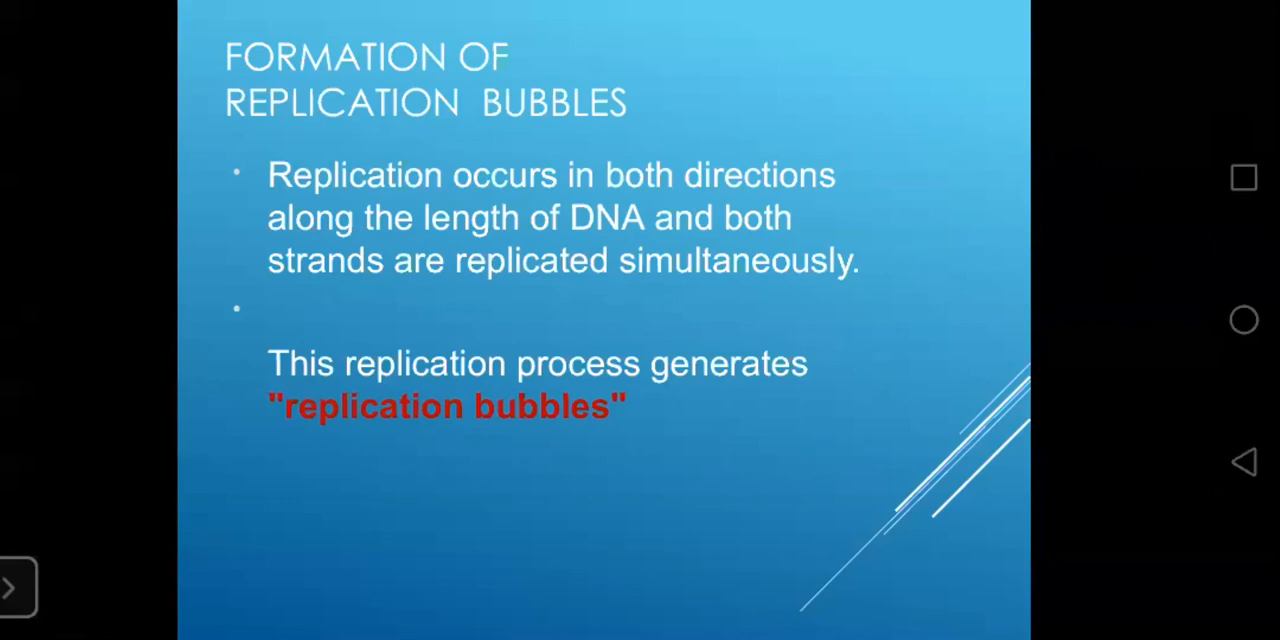 FORMATION OF
REPLICATION BUBBLES
• Replication occurs in both directions
along the length of DNA and both
strands are replicated simultaneously.
•
This replication process generates
"replication bubbles"